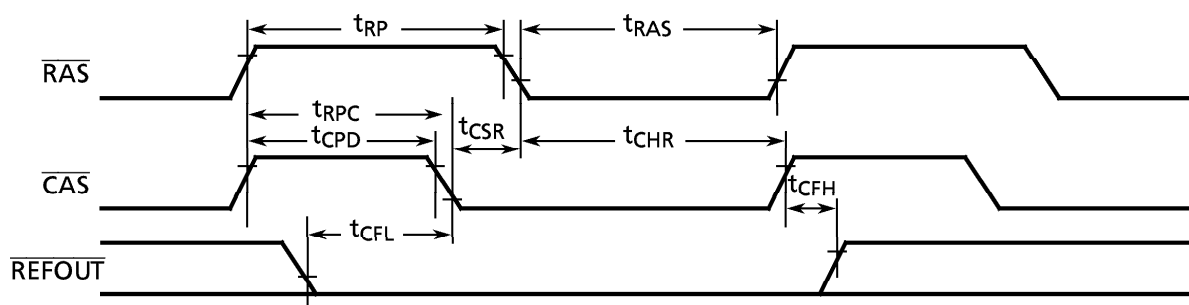 tRP
tRAS
RAS
tRPC
tCPD
tCSR
tCHR
CAS
tCFH
tCFL
REFOUT